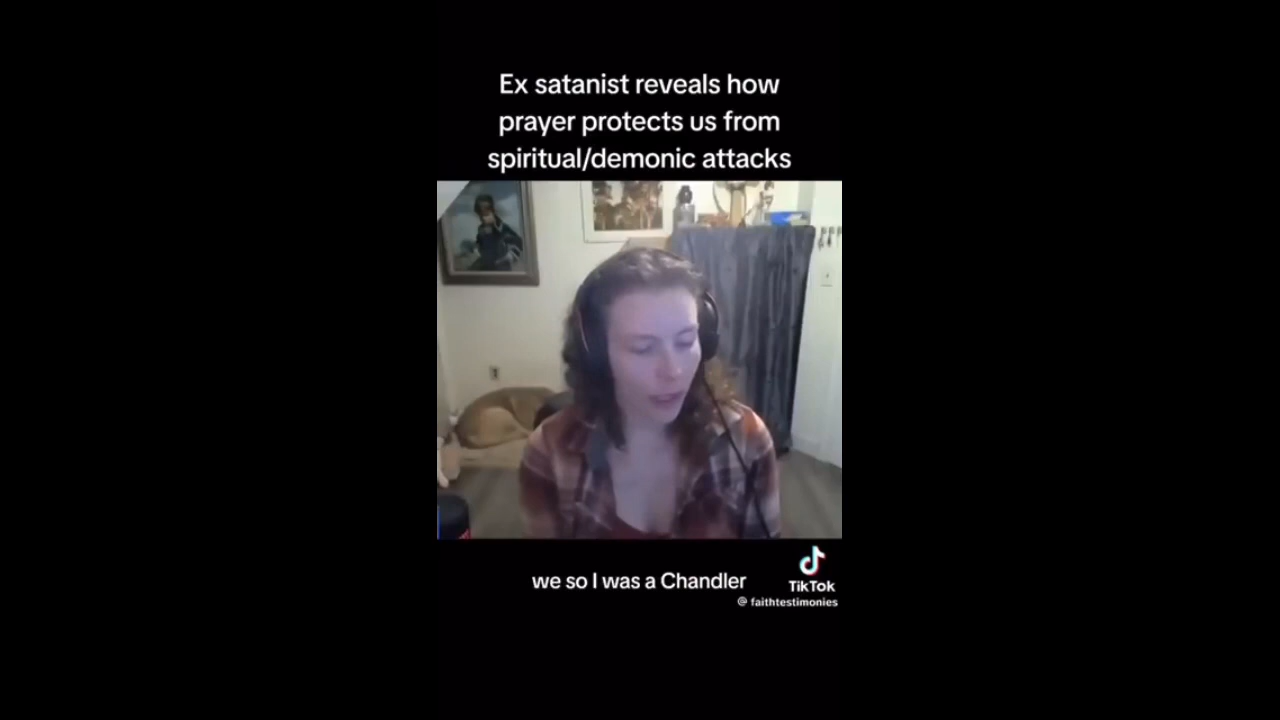 Ex satanist reveals how
prayer protects us from
spiritual/demonic attacks
we so I was a Chandler
TikTok
@ faithtestimonies